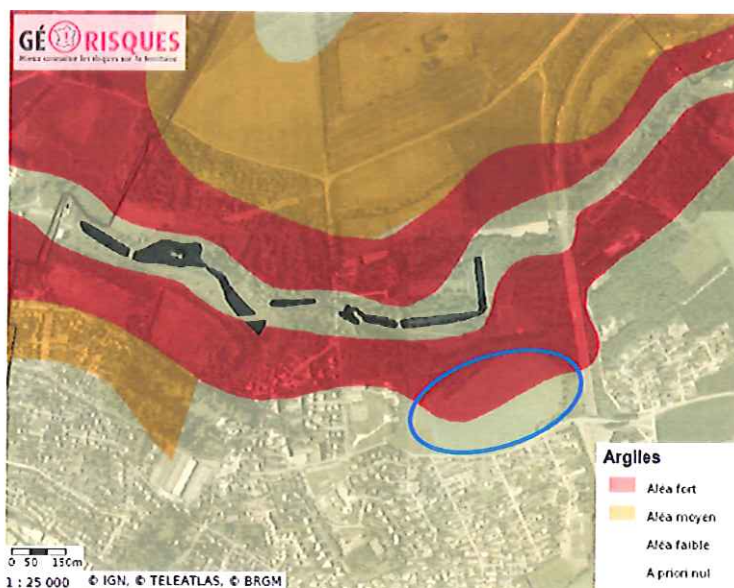 GÉORISQUES
Mieux connaître les risques sur le territoire
Argiles
Aléa fort
Aléa moyen
Aléa faible
A priori nul
0 50 150m
1 : 25 000 © IGN, © TELEATLAS, © BRGM